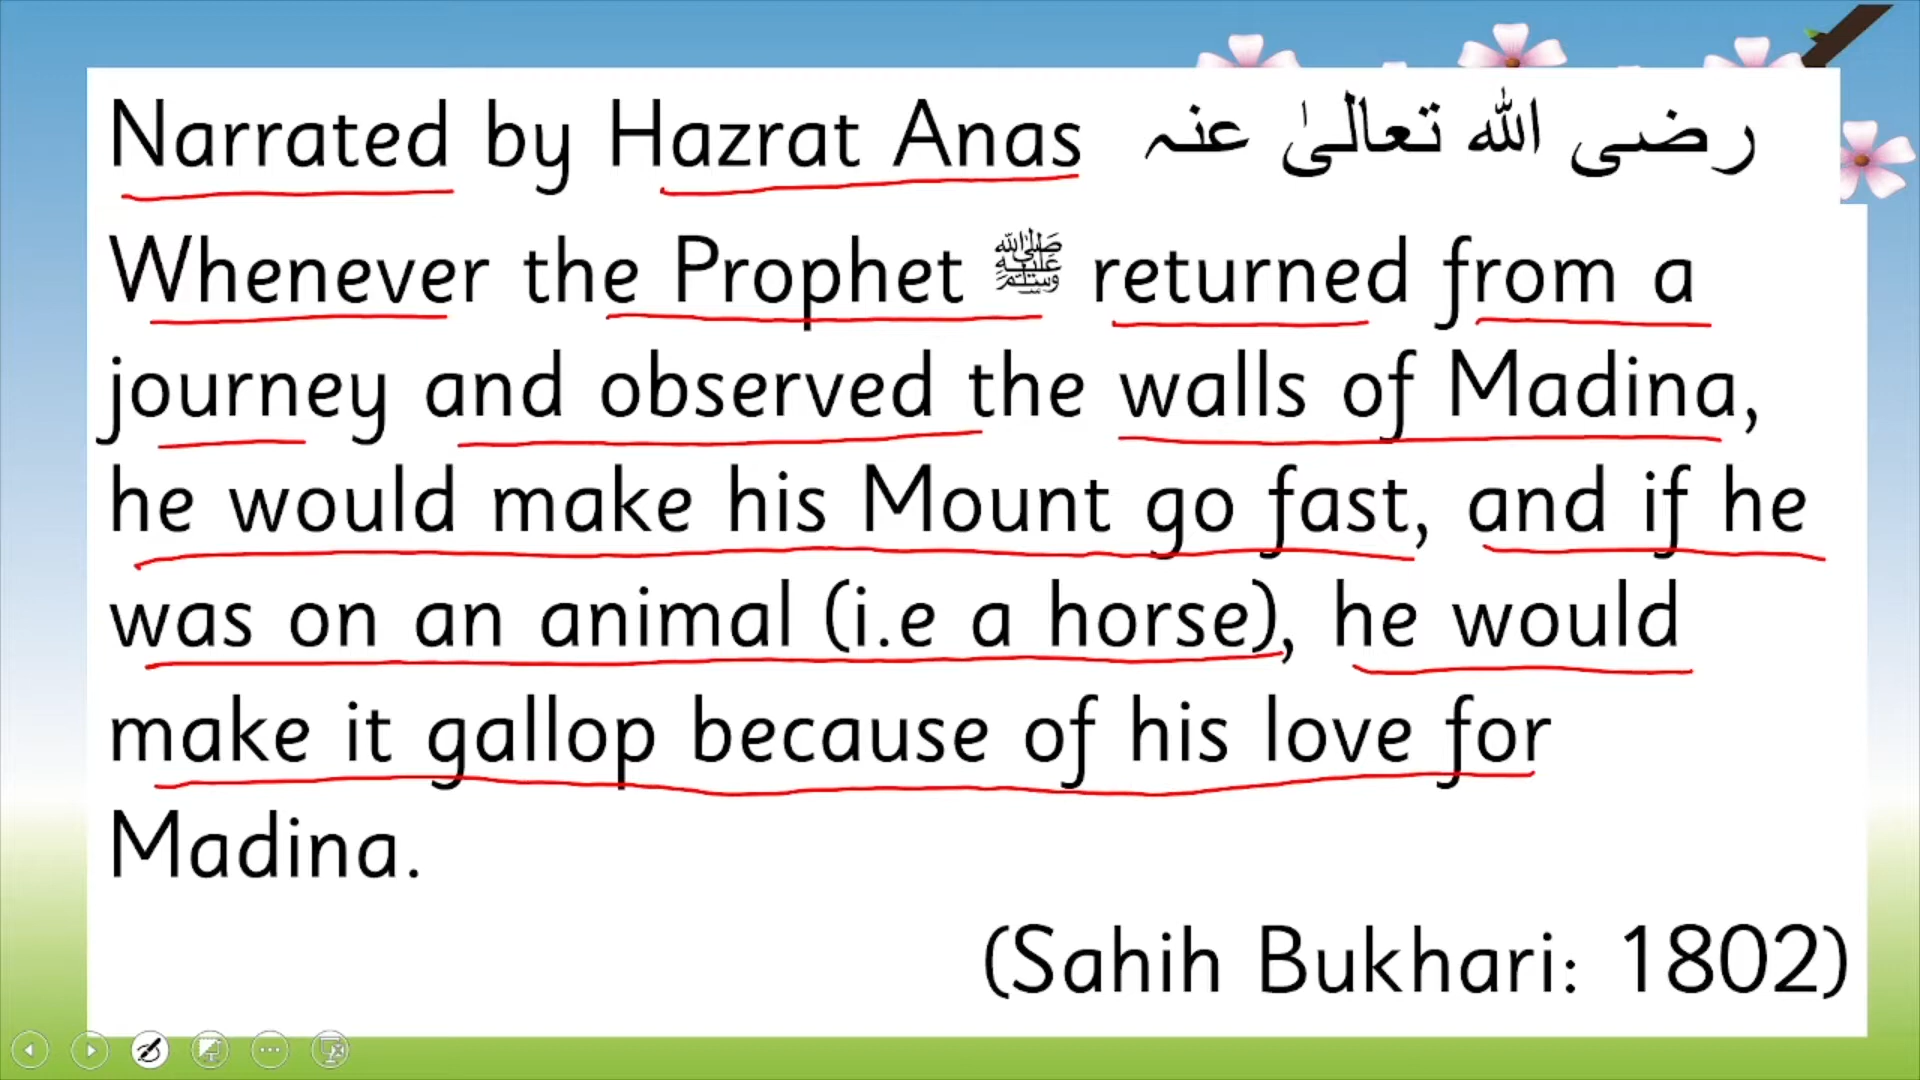 Narrated by Hazrat Anas رضی اللہ تعالیٰ عنہ
Whenever the Prophet ﷺ returned from a
journey and observed the walls of Madina,
he would make his Mount go fast, and if he
was on an animal (i.e a horse), he would
make it gallop because of his love for
Madina.
(Sahih Bukhari: 1802)